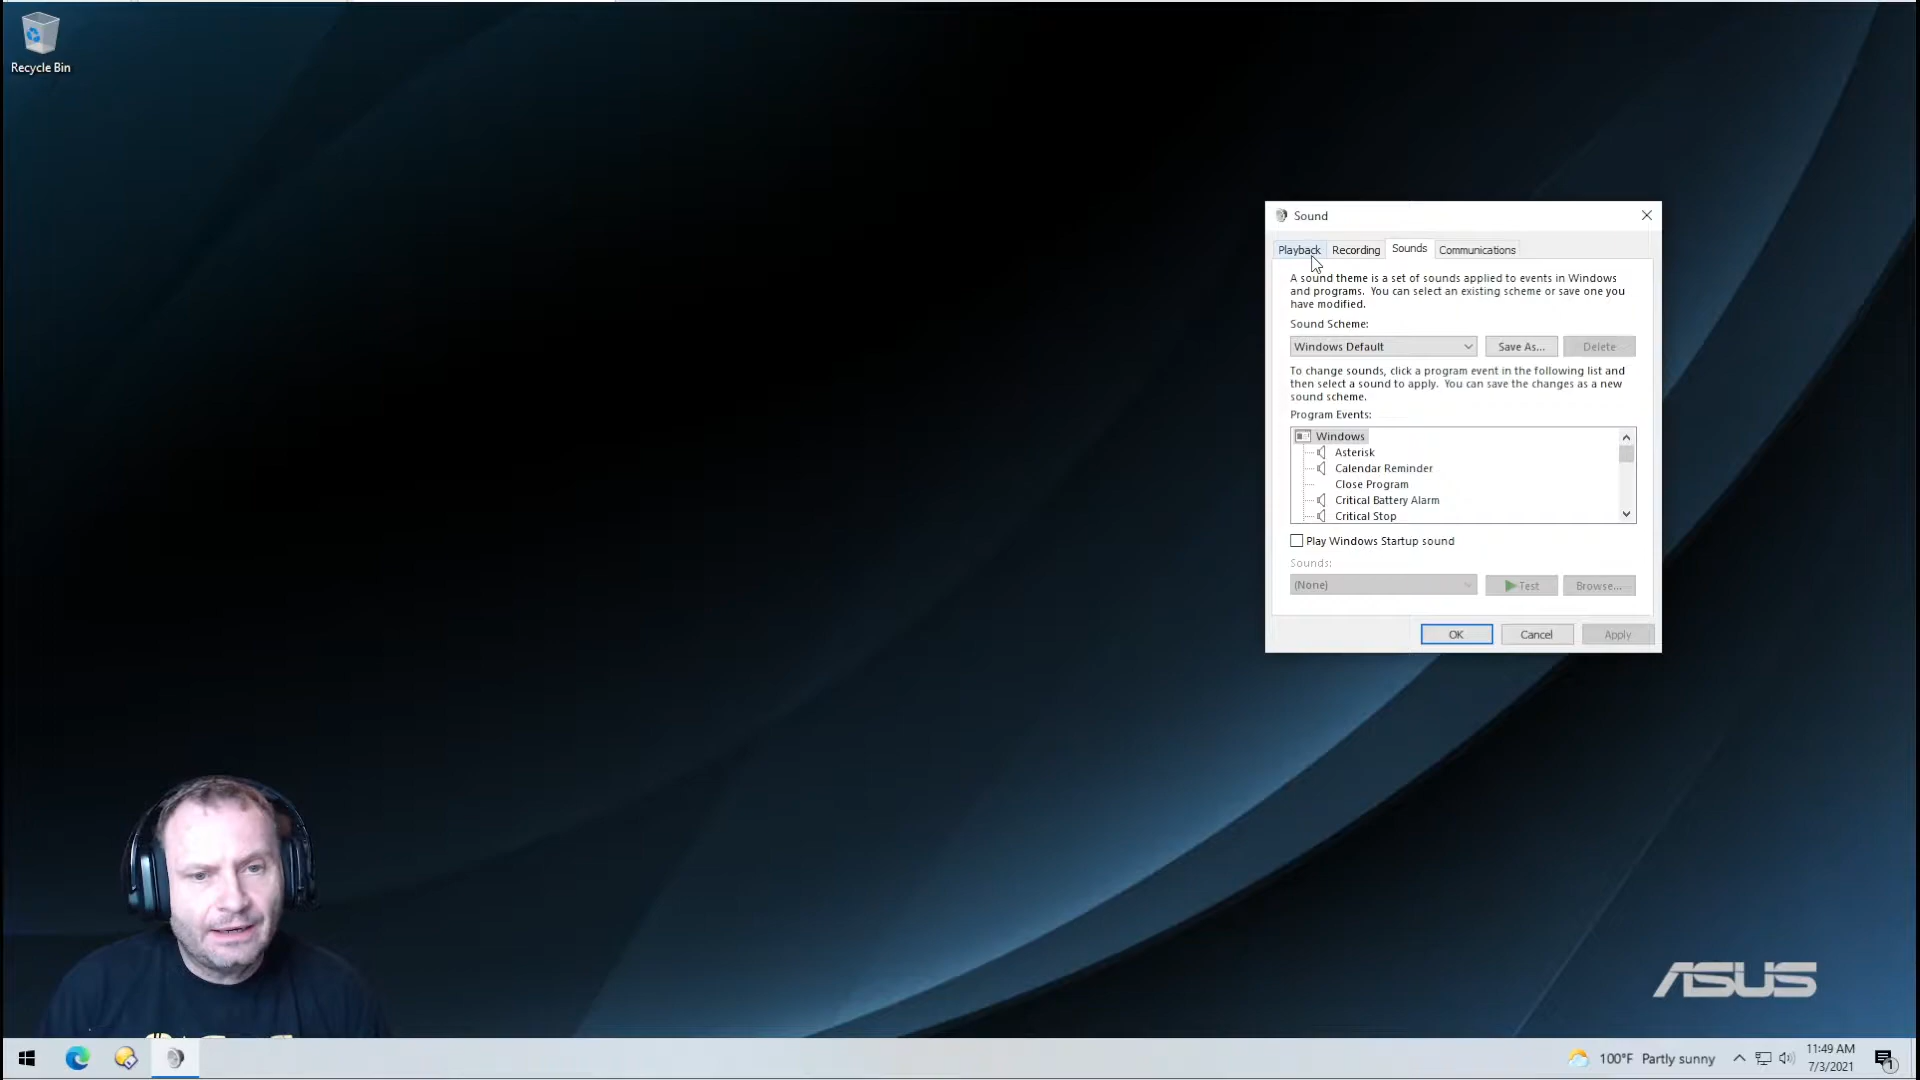 Recycle Bin
Sound
Playback
Recording
Sounds
Communications
A sound theme is a set of sounds applied to events in Windows
and programs. You can select an existing scheme or save one you
have modified.
Sound Scheme:
Windows Default
Save As...
Delete
To change sounds, click a program event in the following list and
then select a sound to apply. You can save the changes as a new
sound scheme.
Program Events:
Windows
Asterisk
Calendar Reminder
Close Program
Critical Battery Alarm
Critical Stop
Play Windows Startup sound
Sounds:
(None)
Test
Browse...
OK
Cancel
Apply
ASUS
100°F Partly sunny
11:49 AM
7/3/2021
1